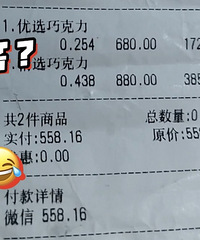 1.优选巧克力
0.254 680.00 172
?
选巧克力
0.438 880.00 385
共2件商品 总数量:0
实付:558.16 原价:55
惠:0.00
付款详情
微信 558.16